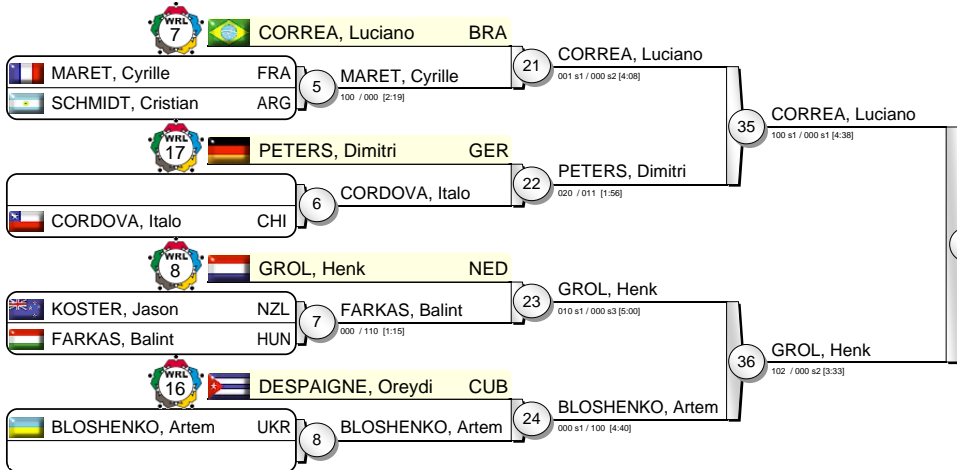 WRL
7
CORREA, Luciano BRA
MARET, Cyrille FRA
SCHMIDT, Cristian ARG
5
MARET, Cyrille
100 / 000 [2:19]
21
CORREA, Luciano
001 s1 / 000 s2 [4:08]
WRL
17
PETERS, Dimitri GER
CORDOVA, Italo CHI
6
CORDOVA, Italo
22
PETERS, Dimitri
020 / 011 [1:56]
35
CORREA, Luciano
100 s1 / 000 s1 [4:38]
WRL
8
GROL, Henk NED
KOSTER, Jason NZL
FARKAS, Balint HUN
7
FARKAS, Balint
000 / 110 [1:15]
23
GROL, Henk
010 s1 / 000 s3 [5:00]
WRL
16
DESPAIGNE, Oreydi CUB
BLOSHENKO, Artem UKR
8
BLOSHENKO, Artem
24
BLOSHENKO, Artem
000 s1 / 100 [4:40]
36
GROL, Henk
102 / 000 s2 [3:33]